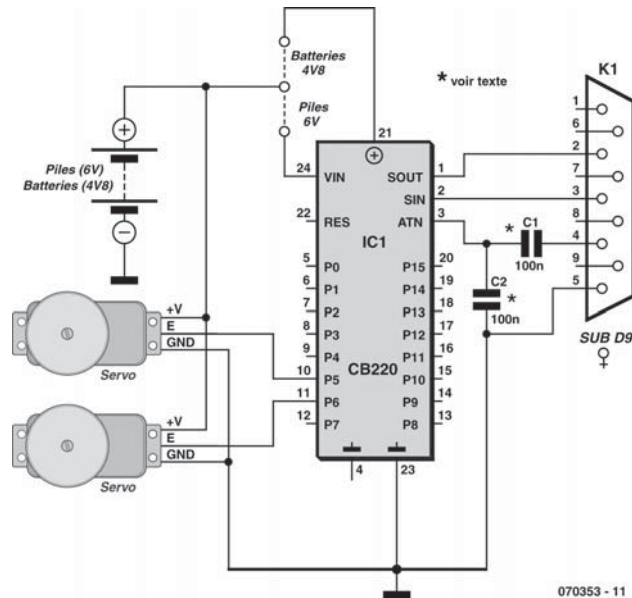 Batteries
4V8
Piles
6V
* voir texte
K1
Piles (6V)
Batteries (4V8)
21
24 VIN
SOUT 1
SIN 2
22 RES
ATN 3
IC1
* C1
100n
C2
*
100n
5 P0
6 P1
7 P2
8 P3
9 P4
10 P5
11 P6
12 P7
P15 20
P14 19
P13 18
P12 17
P11 16
P10 15
P9 14
P8 13
CB220
4
23
1
6
2
7
3
8
4
9
5
SUB D9
+V
E
GND
Servo
+V
E
GND
Servo
070353 - 11